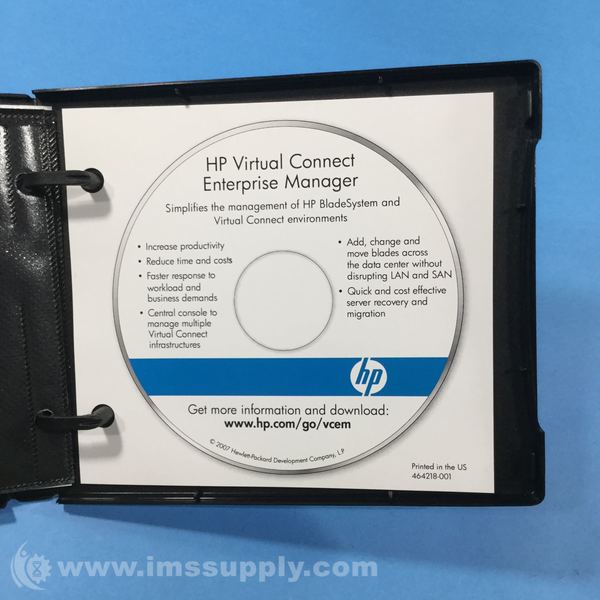 HP Virtual Connect
Enterprise Manager
Simplifies the management of HP BladeSystem and
Virtual Connect environments
• Increase productivity
• Reduce time and costs
• Faster response to
workload and
business demands
• Central console to
manage multiple
Virtual Connect
infrastructures
• Add, change and
move blades across
the data center without
disrupting LAN and SAN
• Quick and cost effective
server recovery and
migration
hp
Get more information and download:
www.hp.com/go/vcem
© 2007 Hewlett-Packard Development Company, L.P.
Printed in the US
464218-001
www.imssupply.com